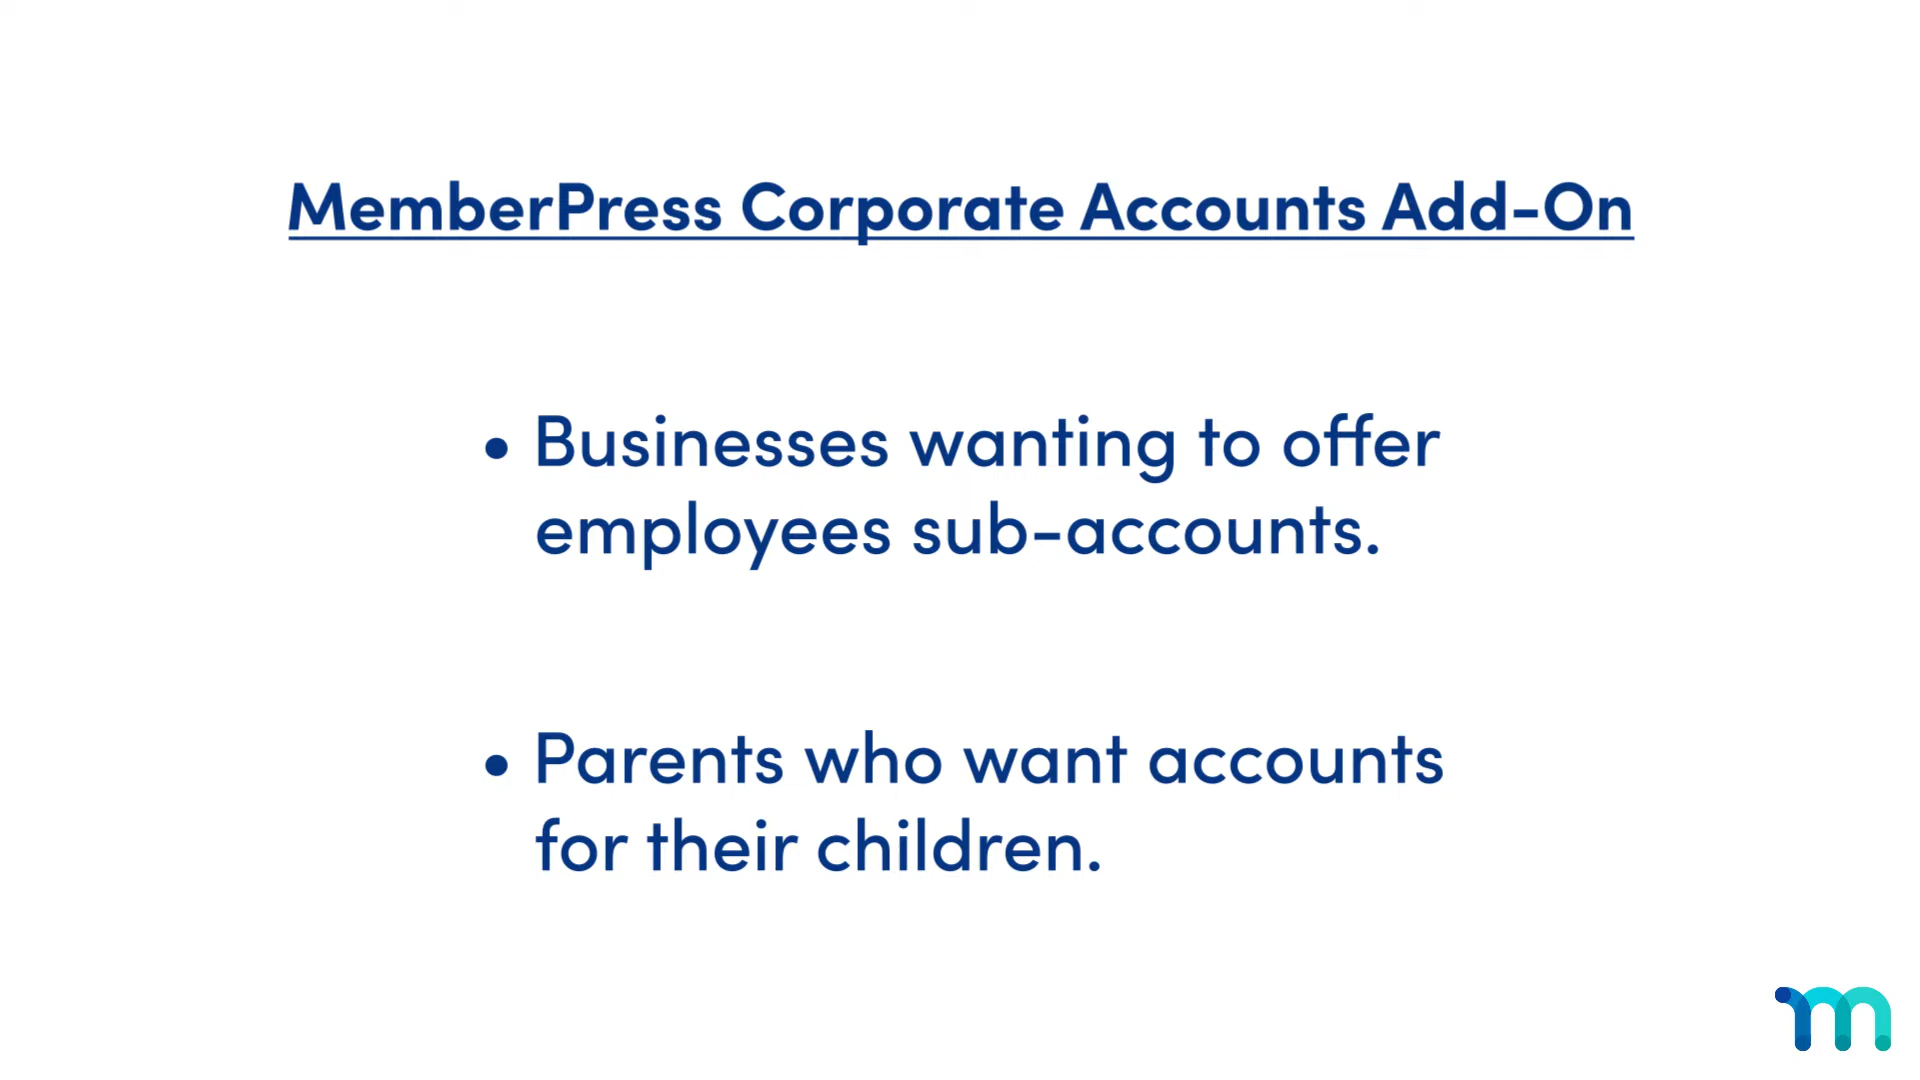 MemberPress Corporate Accounts Add-On
• Businesses wanting to offer
employees sub-accounts.
• Parents who want accounts
for their children.
m